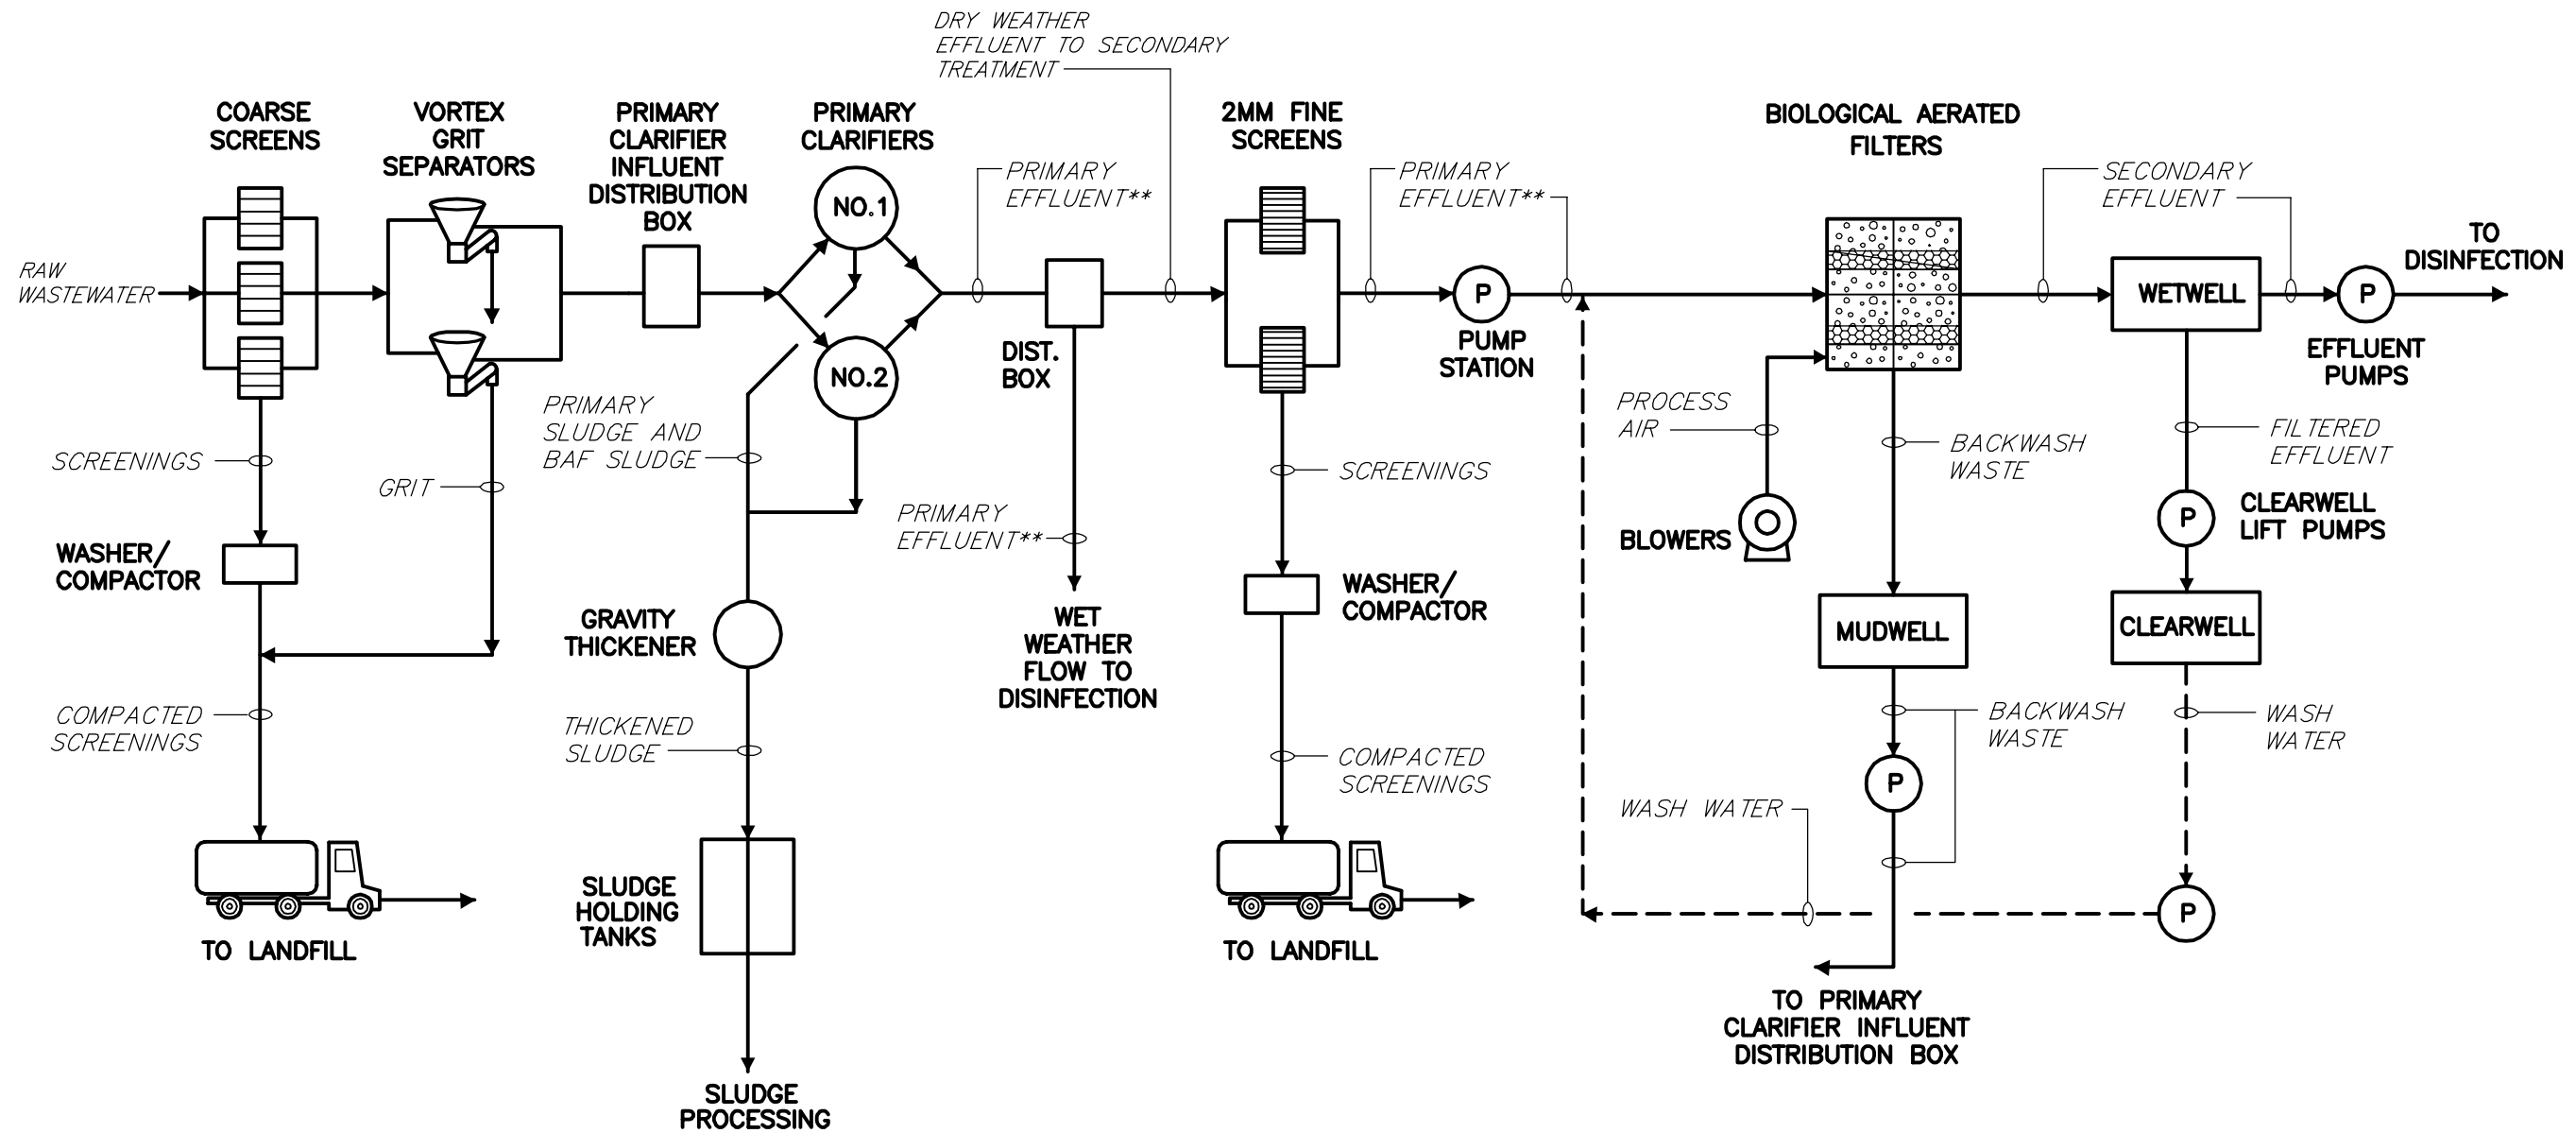 DRY WEATHER
EFFLUENT TO SECONDARY
TREATMENT
COARSE
SCREENS
VORTEX
GRIT
SEPARATORS
PRIMARY
CLARIFIER
INFLUENT
DISTRIBUTION
BOX
PRIMARY
CLARIFIERS
2MM FINE
SCREENS
BIOLOGICAL AERATED
FILTERS
PRIMARY
EFFLUENT**
PRIMARY
EFFLUENT**
SECONDARY
EFFLUENT
NO.1
RAW
WASTEWATER
P
WETWELL
P
TO
DISINFECTION
PUMP
STATION
DIST.
BOX
NO.2
EFFLUENT
PUMPS
PRIMARY
SLUDGE AND
BAF SLUDGE
PROCESS
AIR
BACKWASH
WASTE
FILTERED
EFFLUENT
SCREENINGS
GRIT
SCREENINGS
PRIMARY
EFFLUENT**
BLOWERS
P
CLEARWELL
LIFT PUMPS
WASHER/
COMPACTOR
WASHER/
COMPACTOR
GRAVITY
THICKENER
WET
WEATHER
FLOW TO
DISINFECTION
MUDWELL
CLEARWELL
COMPACTED
SCREENINGS
THICKENED
SLUDGE
COMPACTED
SCREENINGS
BACKWASH
WASTE
WASH
WATER
P
WASH WATER
SLUDGE
HOLDING
TANKS
P
TO LANDFILL
TO LANDFILL
TO PRIMARY
CLARIFIER INFLUENT
DISTRIBUTION BOX
SLUDGE
PROCESSING